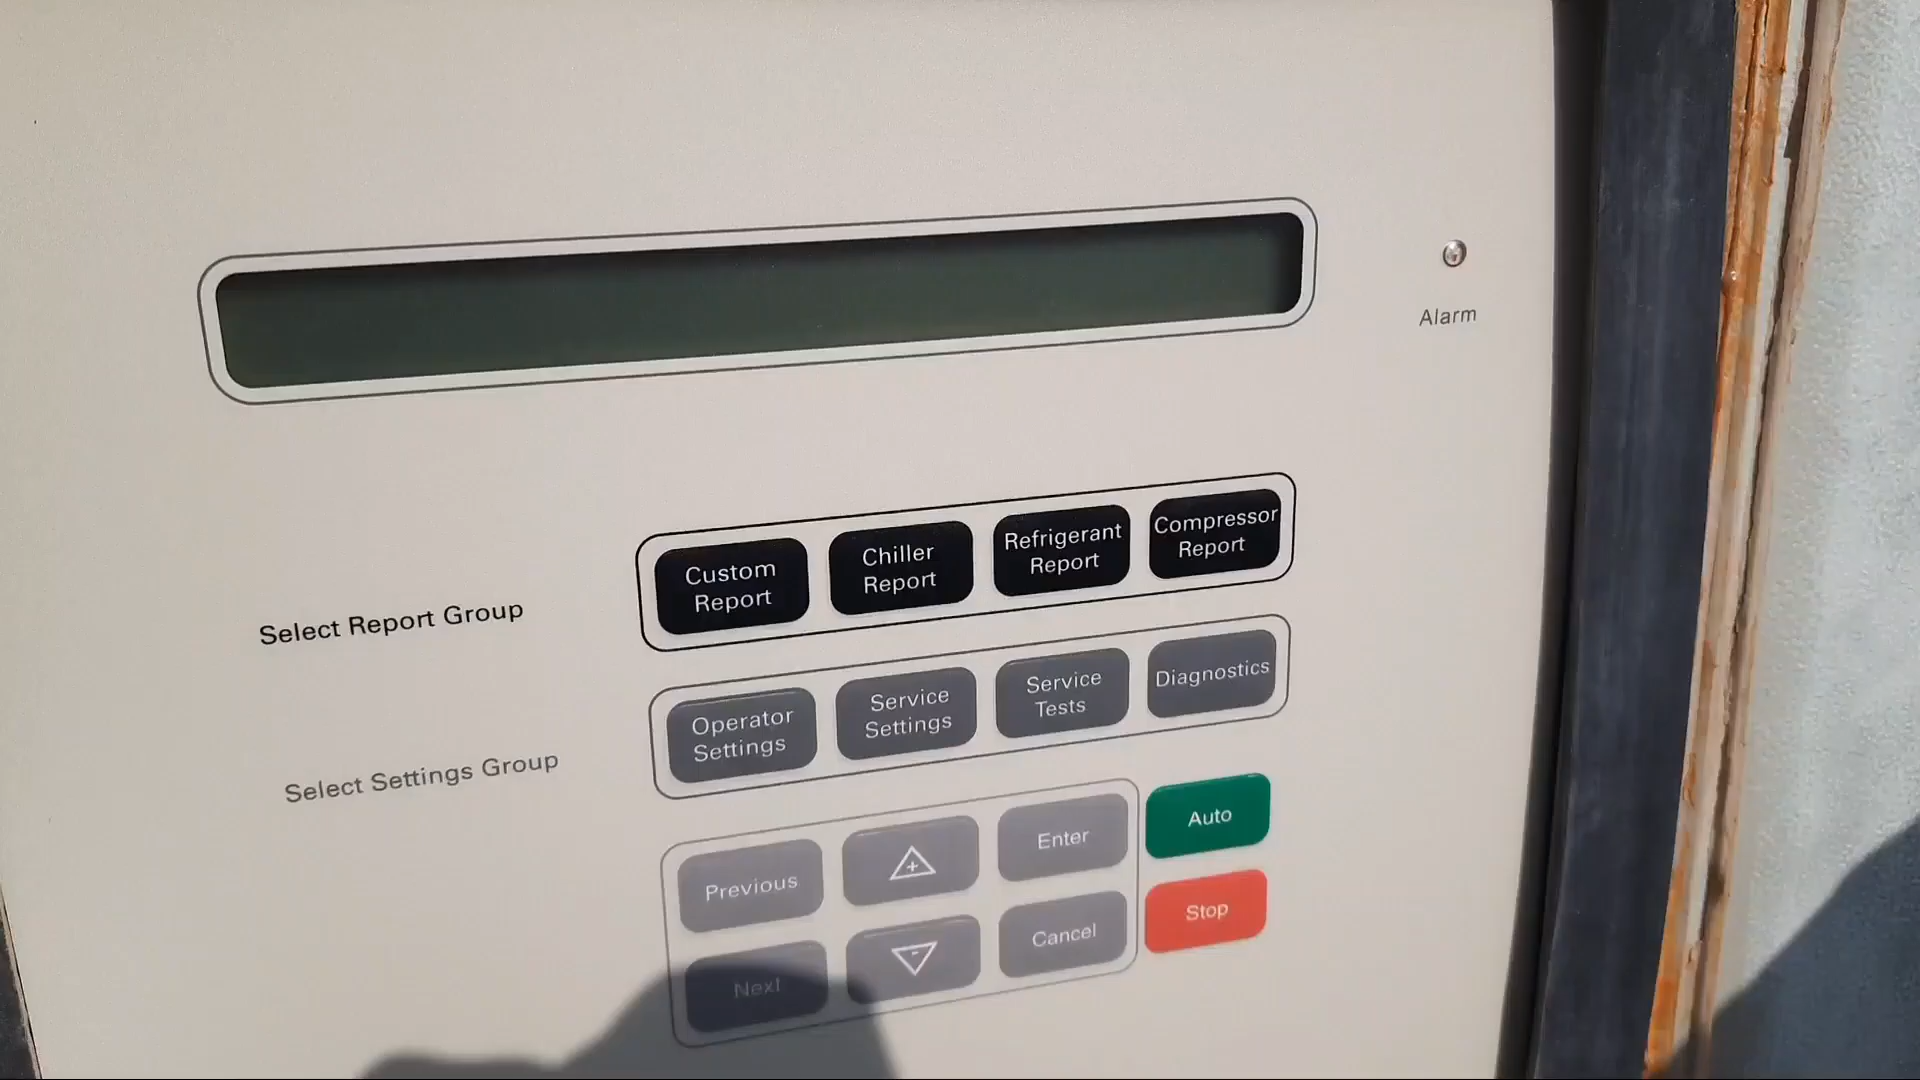 Alarm
Select Report Group
Custom
Report
Chiller
Report
Refrigerant
Report
Compressor
Report
Select Settings Group
Operator
Settings
Service
Settings
Service
Tests
Diagnostics
Previous
+
Enter
Auto
Next
-
Cancel
Stop